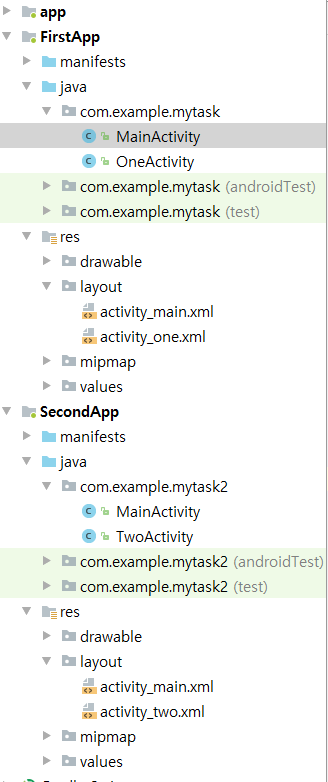 app
FirstApp
manifests
java
com.example.mytask
MainActivity
OneActivity
com.example.mytask (androidTest)
com.example.mytask (test)
res
drawable
layout
activity_main.xml
activity_one.xml
mipmap
values
SecondApp
manifests
java
com.example.mytask2
MainActivity
TwoActivity
com.example.mytask2 (androidTest)
com.example.mytask2 (test)
res
drawable
layout
activity_main.xml
activity_two.xml
mipmap
values